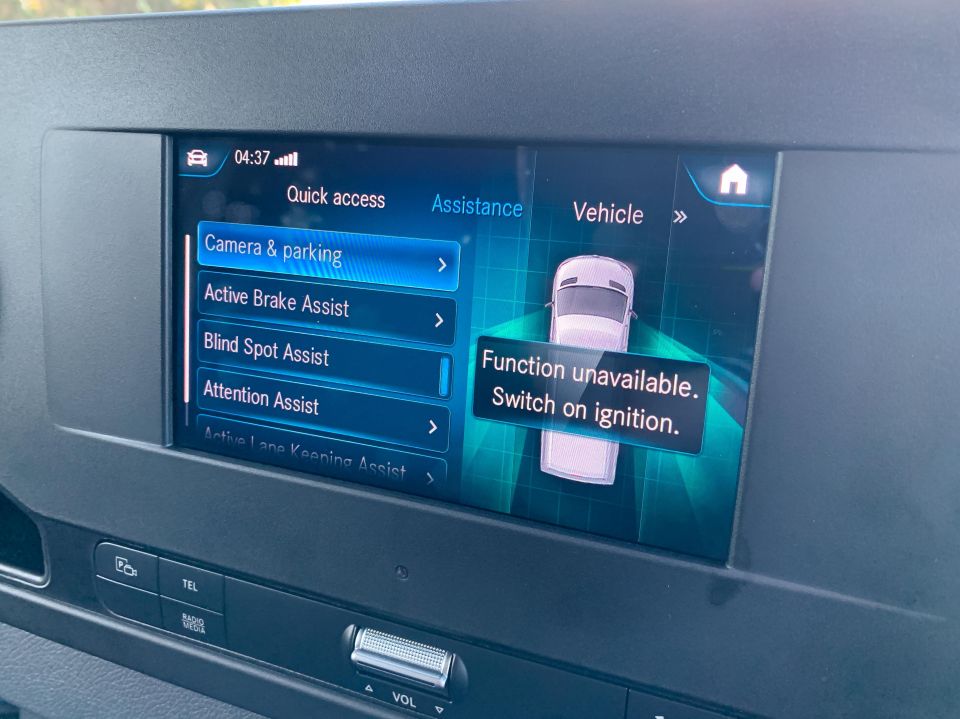 04:37
Quick access
Assistance
Vehicle
Camera & parking
Active Brake Assist
Blind Spot Assist
Attention Assist
Active Lane Keeping Assist
Function unavailable.
Switch on ignition.
P
TEL
RADIO
MEDIA
VOL